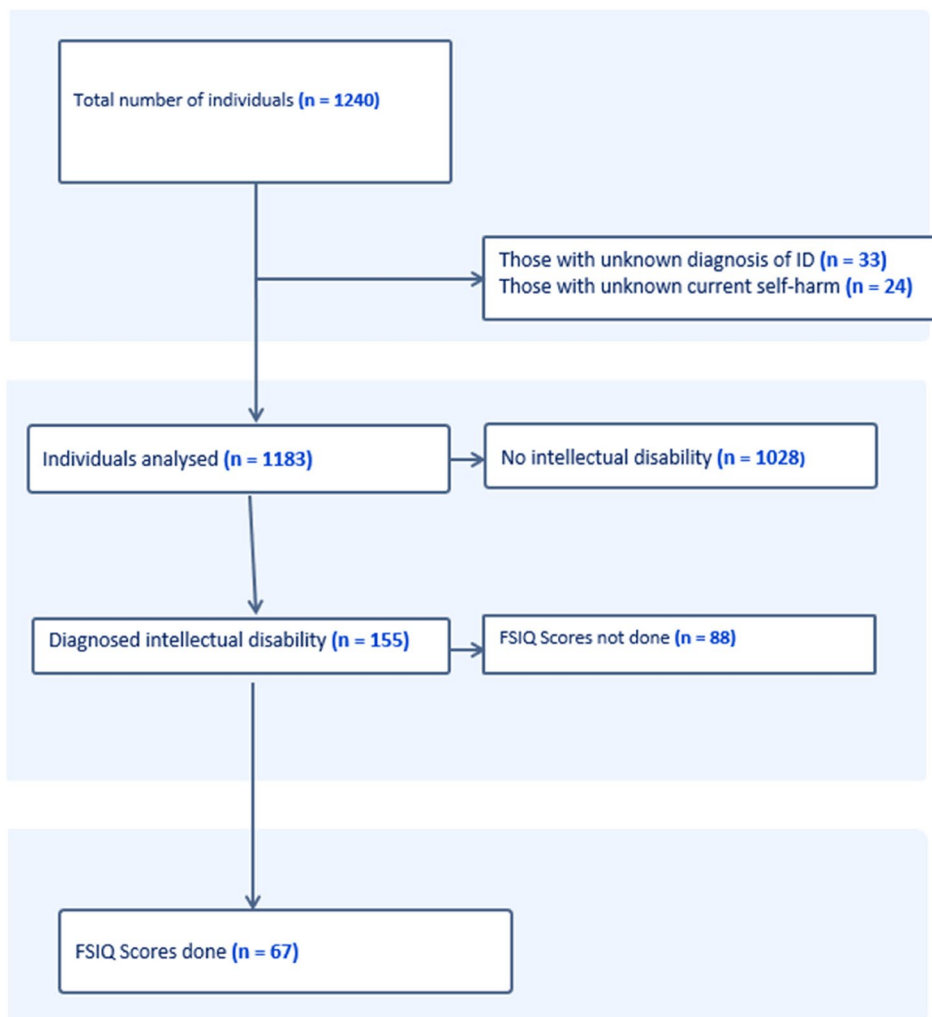 Total number of individuals (n = 1240)
Those with unknown diagnosis of ID (n = 33)
Those with unknown current self-harm (n = 24)
Individuals analysed (n = 1183)
No intellectual disability (n = 1028)
Diagnosed intellectual disability (n = 155)
FSIQ Scores not done (n = 88)
FSIQ Scores done (n = 67)